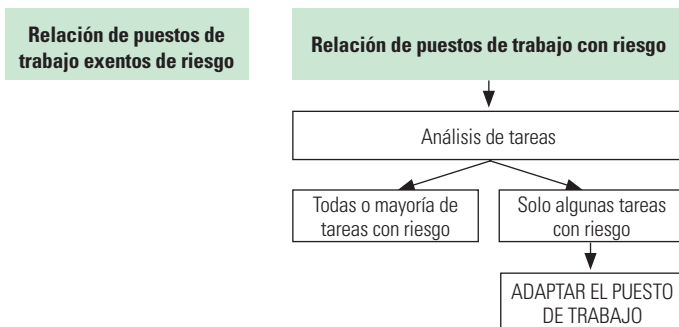 Relación de puestos de
trabajo exentos de riesgo
Relación de puestos de trabajo con riesgo
Análisis de tareas
Todas o mayoría de
tareas con riesgo
Solo algunas tareas
con riesgo
ADAPTAR EL PUESTO
DE TRABAJO